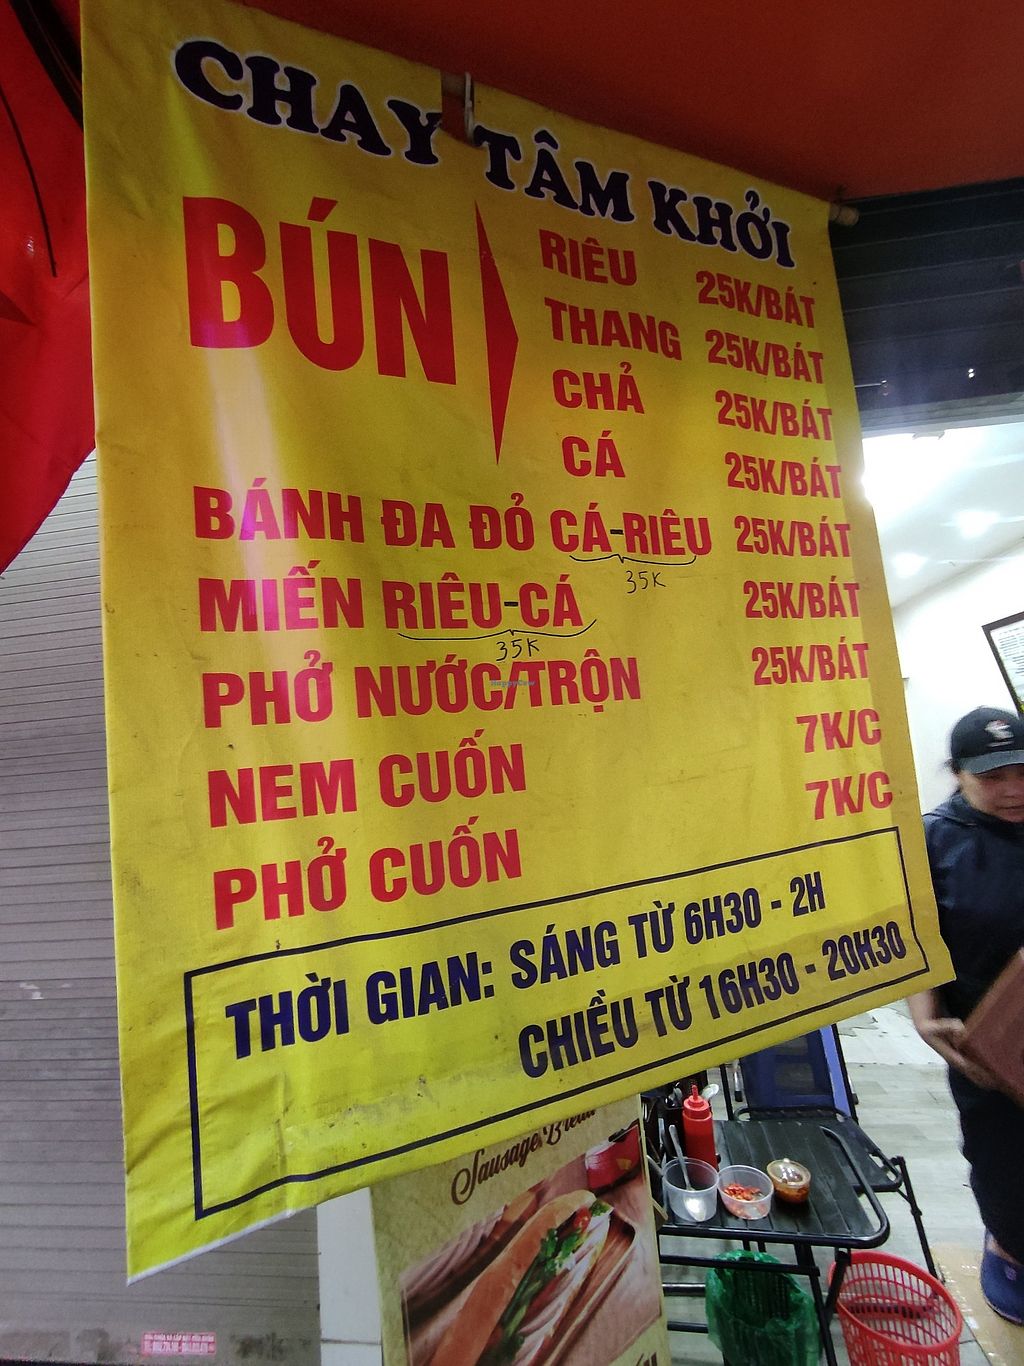 CHAY TÂM KHỞI
BÚN
RIÊU 25K/BÁT
THANG 25K/BÁT
CHẢ 25K/BÁT
CÁ 25K/BÁT
BÁNH ĐA ĐỎ CÁ-RIÊU 25K/BÁT
35K
MIẾN RIÊU-CÁ 25K/BÁT
35K
PHỞ NƯỚC/TRỘN 25K/BÁT
HappyCow
NEM CUỐN 7K/C
PHỞ CUỐN 7K/C
THỜI GIAN: SÁNG TỪ 6H30 - 2H
CHIỀU TỪ 16H30 - 20H30
Sausage Bread